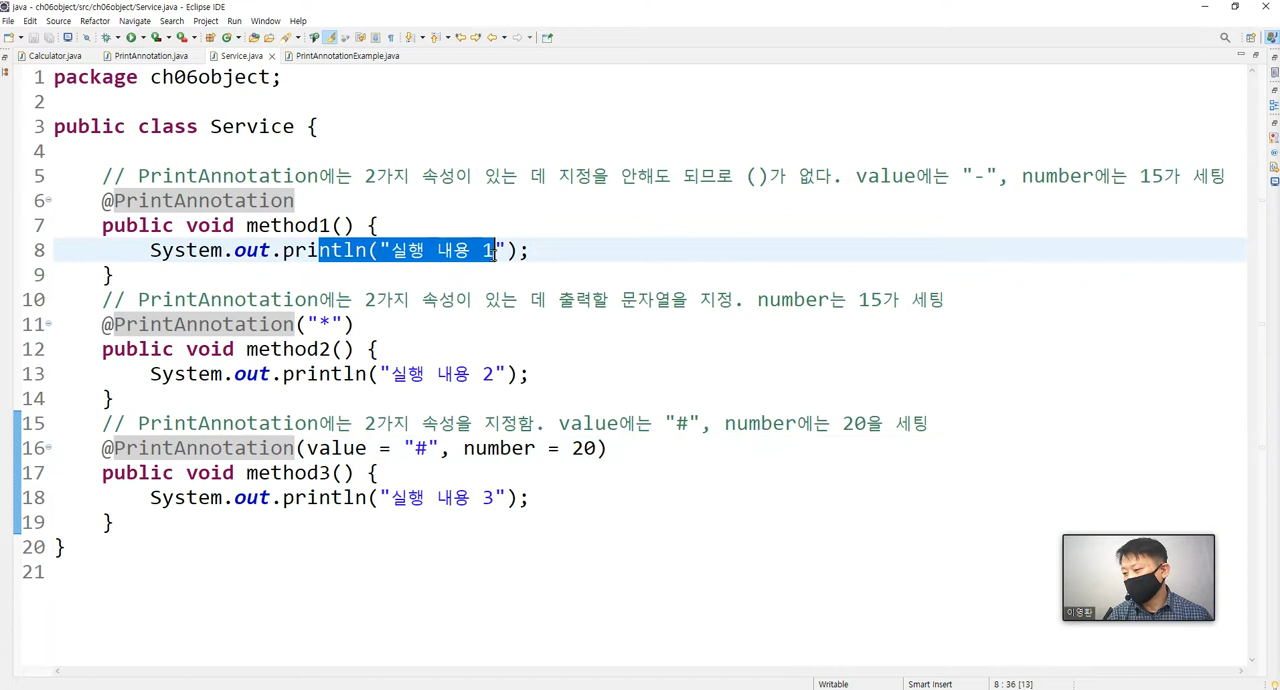 java - ch06object/src/ch06object/Service.java - Eclipse IDE
File Edit Source Refactor Navigate Search Project Run Window Help
Calculator.java PrintAnnotation.java Service.java PrintAnnotationExample.java
1 package ch06object;
2
3 public class Service {
4
5 // PrintAnnotation에는 2가지 속성이 있는 데 지정을 안해도 되므로 ()가 없다. value에는 "-", number에는 15가 세팅
6 @PrintAnnotation
7 public void method1() {
8 System.out.println("실행 내용 1");
9 }
10 // PrintAnnotation에는 2가지 속성이 있는 데 출력할 문자열을 지정. number는 15가 세팅
11 @PrintAnnotation("*")
12 public void method2() {
13 System.out.println("실행 내용 2");
14 }
15 // PrintAnnotation에는 2가지 속성을 지정함. value에는 "#", number에는 20을 세팅
16 @PrintAnnotation(value = "#", number = 20)
17 public void method3() {
18 System.out.println("실행 내용 3");
19 }
20 }
21
이영환
Writable Smart Insert 8 : 36 [13]